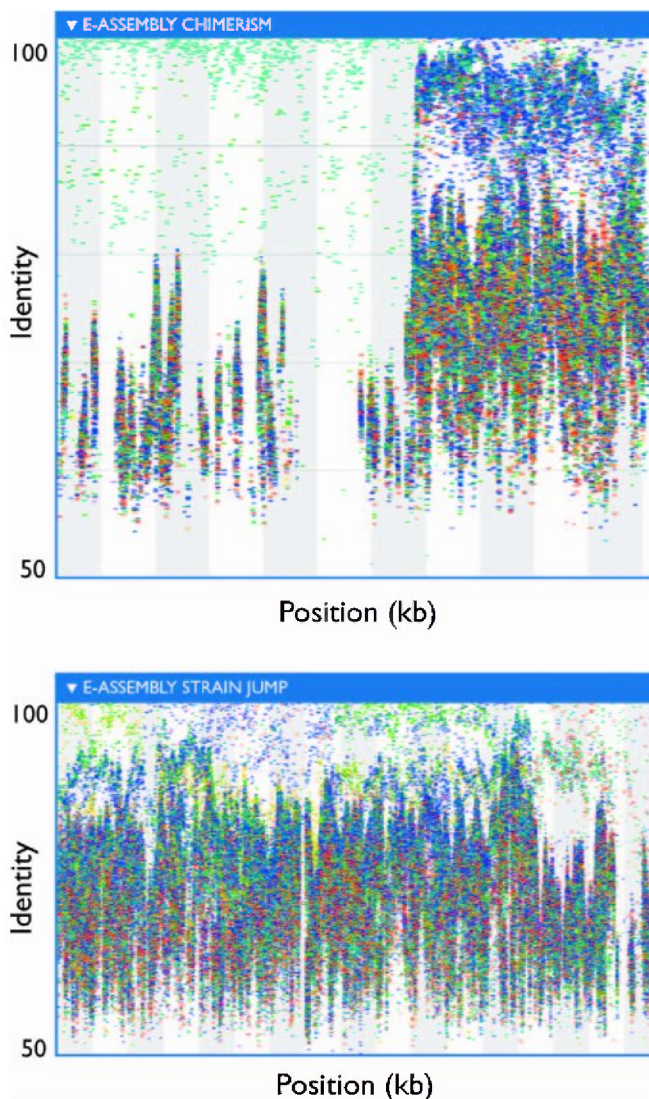 ▼ E-ASSEMBLY CHIMERISM
100
Identity
50
Position (kb)
▼ E-ASSEMBLY STRAIN JUMP
100
Identity
50
Position (kb)